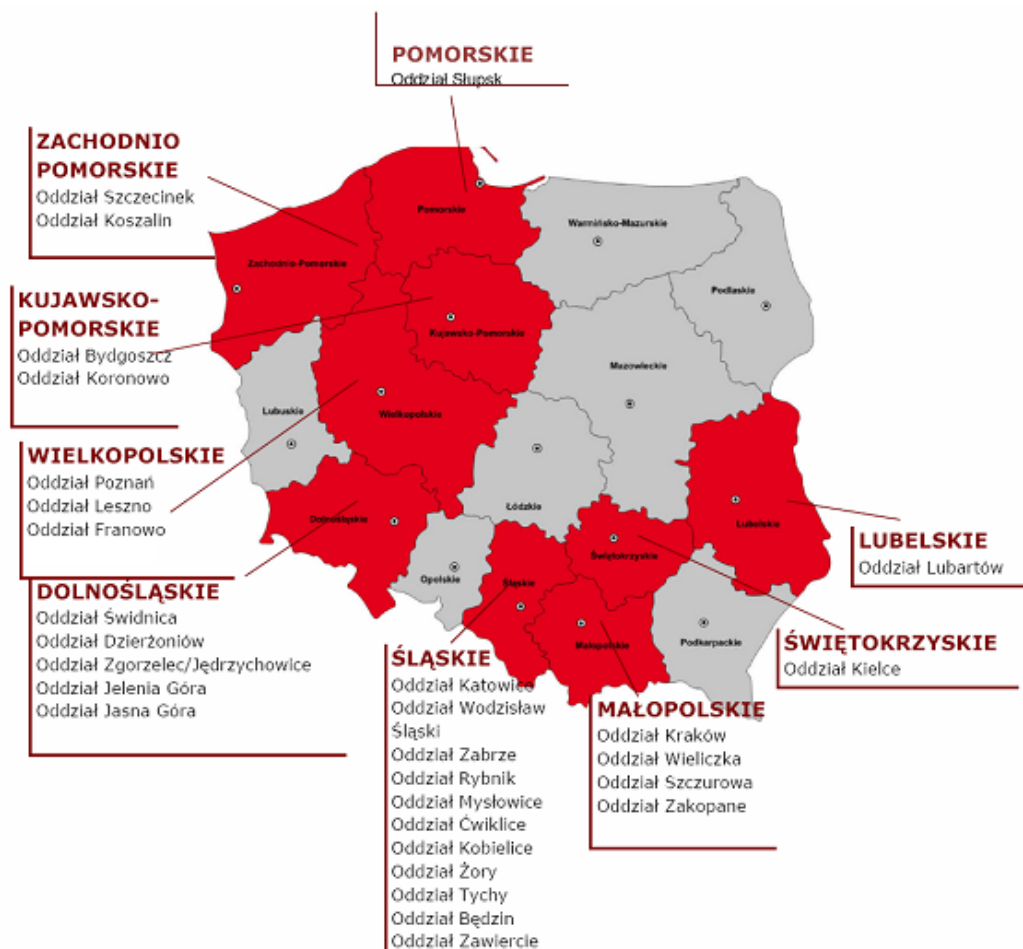 POMORSKIE
Oddział Słupsk
ZACHODNIO
POMORSKIE
Oddział Szczecinek
Oddział Koszalin
KUJAWSKO-
POMORSKIE
Oddział Bydgoszcz
Oddział Koronowo
WIELKOPOLSKIE
Oddział Poznań
Oddział Leszno
Oddział Franowo
DOLNOŚLĄSKIE
Oddział Świdnica
Oddział Dzierżoniów
Oddział Zgorzelec/Jędrzychowice
Oddział Jelenia Góra
Oddział Jasna Góra
ŚLĄSKIE
Oddział Katowice
Oddział Wodzisław
Śląski
Oddział Zabrze
Oddział Rybnik
Oddział Mysłowice
Oddział Ćwiklice
Oddział Kobielice
Oddział Żory
Oddział Tychy
Oddział Będzin
Oddział Zawiercie
MAŁOPOLSKIE
Oddział Kraków
Oddział Wieliczka
Oddział Szczurowa
Oddział Zakopane
ŚWIĘTOKRZYSKIE
Oddział Kielce
LUBELSKIE
Oddział Lubartów
Pomorskie
Warmińsko-Mazurskie
Zachodnio-Pomorskie
Podlaskie
Kujawsko-Pomorskie
Mazowieckie
Lubuskie
Wielkopolskie
Łódzkie
Dolnośląskie
Lubelskie
Opolskie
Śląskie
Świętokrzyskie
Małopolskie
Podkarpackie